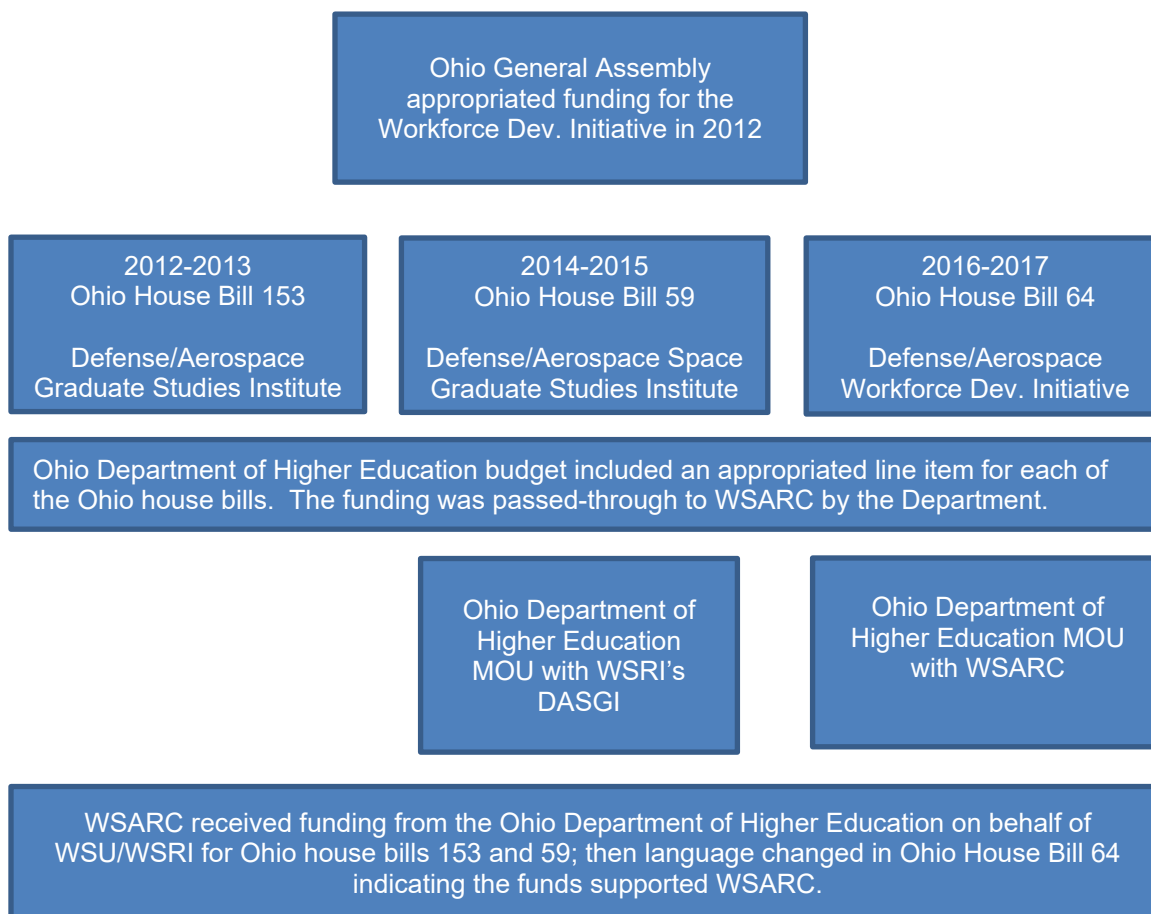 Ohio General Assembly
appropriated funding for the
Workforce Dev. Initiative in 2012
2012-2013
Ohio House Bill 153
Defense/Aerospace
Graduate Studies Institute
2014-2015
Ohio House Bill 59
Defense/Aerospace Space
Graduate Studies Institute
2016-2017
Ohio House Bill 64
Defense/Aerospace
Workforce Dev. Initiative
Ohio Department of Higher Education budget included an appropriated line item for each of
the Ohio house bills.  The funding was passed-through to WSARC by the Department.
Ohio Department of
Higher Education
MOU with WSRI’s
DASGI
Ohio Department of
Higher Education MOU
with WSARC
WSARC received funding from the Ohio Department of Higher Education on behalf of
WSU/WSRI for Ohio house bills 153 and 59; then language changed in Ohio House Bill 64
indicating the funds supported WSARC.